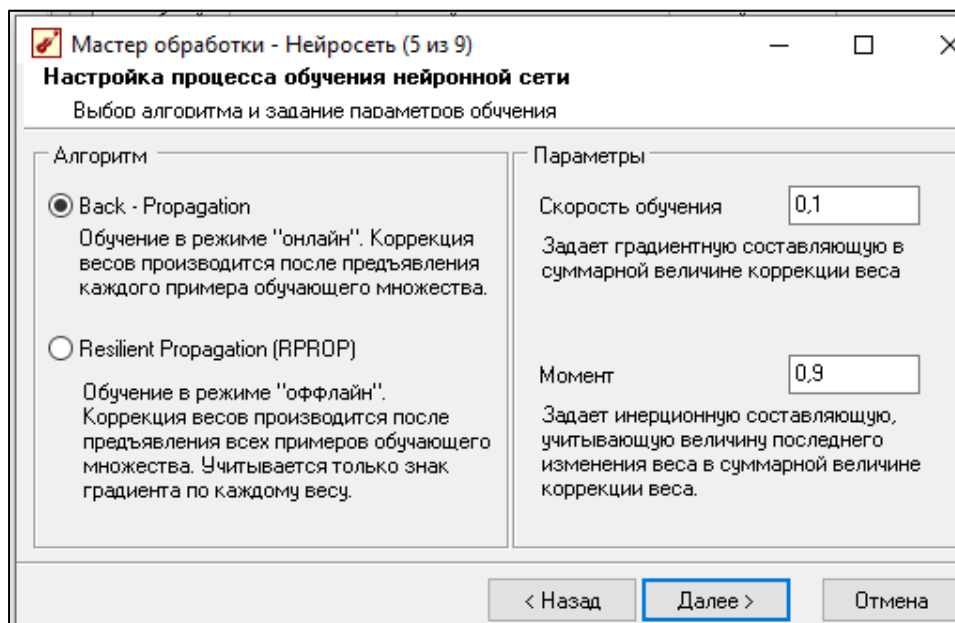 Мастер обработки - Нейросеть (5 из 9)
Настройка процесса обучения нейронной сети
Выбор алгоритма и задание параметров обучения
Алгоритм
Back - Propagation
Обучение в режиме "онлайн". Коррекция
весов производится после предъявления
каждого примера обучающего множества.
Resilient Propagation (RPROP)
Обучение в режиме "оффлайн".
Коррекция весов производится после
предъявления всех примеров обучающего
множества. Учитывается только знак
градиента по каждому весу.
Параметры
Скорость обучения 0,1
Задает градиентную составляющую в
суммарной величине коррекции веса
Момент 0,9
Задает инерционную составляющую,
учитывающую величину последнего
изменения веса в суммарной величине
коррекции веса.
< Назад Далее > Отмена